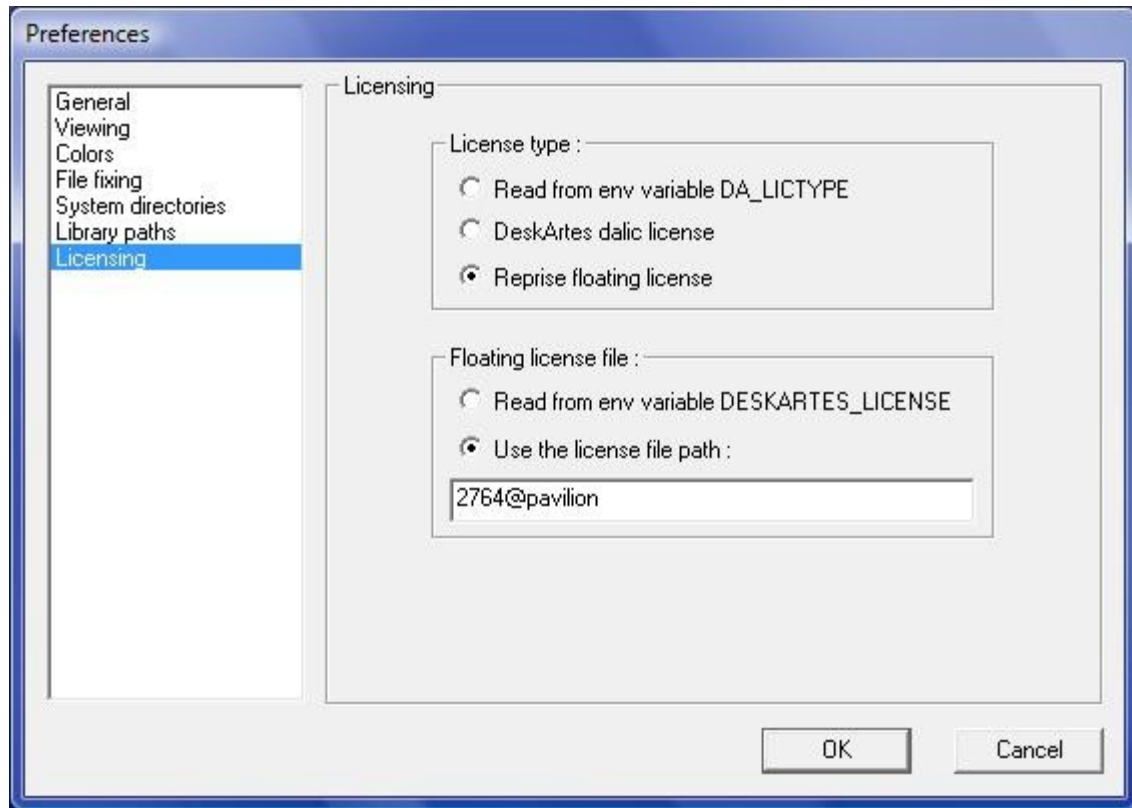 Preferences
General
Viewing
Colors
File fixing
System directories
Library paths
Licensing
Licensing
License type :
Read from env variable DA_LICTYPE
DeskArtes dalic license
Reprise floating license
Floating license file :
Read from env variable DESKARTES_LICENSE
Use the license file path :
2764@pavilion
OK
Cancel